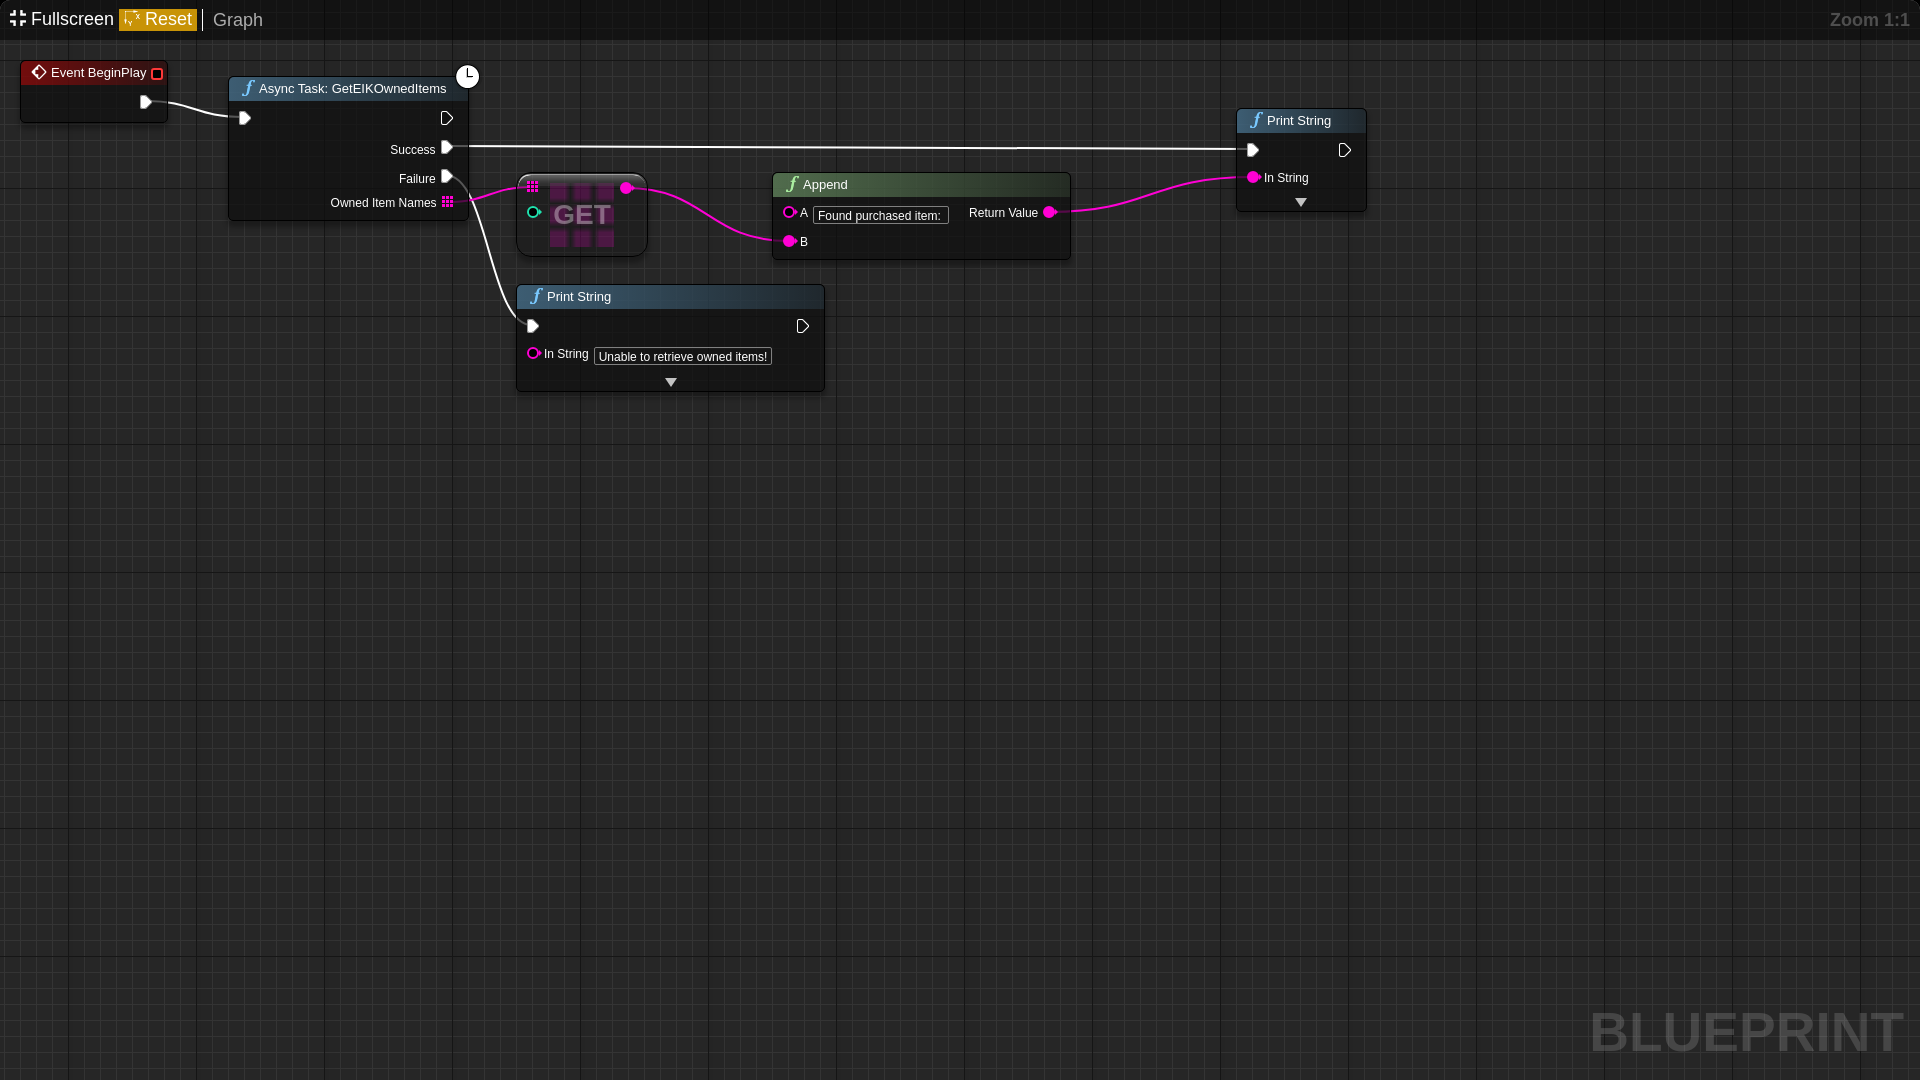 Fullscreen Reset Graph
Zoom 1:1
Event BeginPlay
Async Task: GetEIKOwnedItems
Success
Failure
Owned Item Names
GET
Append
A Found purchased item: Return Value
B
Print String
In String
Print String
In String Unable to retrieve owned items!
BLUEPRINT